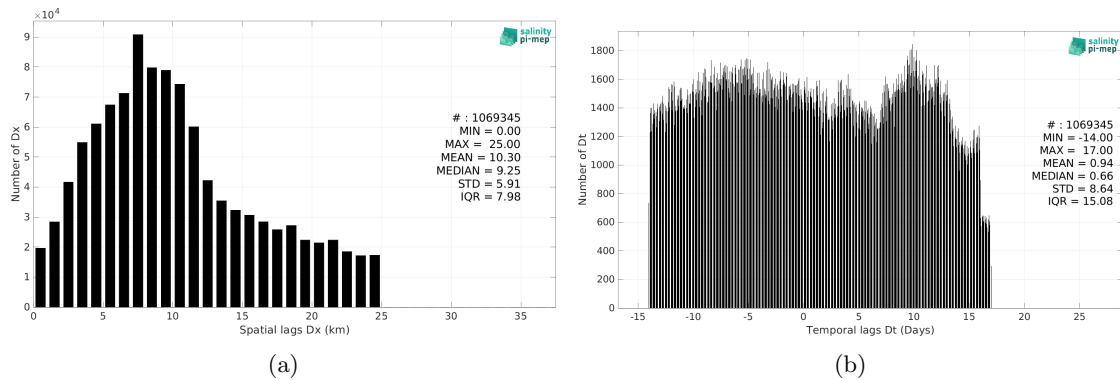 ×10⁴
9
8
7
6
5
4
3
2
1
0
Number of Dx
0 5 10 15 20 25 30 35
Spatial lags Dx (km)
salinity
pi-mep
# : 1069345
MIN = 0.00
MAX = 25.00
MEAN = 10.30
MEDIAN = 9.25
STD = 5.91
IQR = 7.98
(a)
1800
1600
1400
1200
1000
800
600
400
200
0
Number of Dt
-15 -10 -5 0 5 10 15 20 25
Temporal lags Dt (Days)
salinity
pi-mep
# : 1069345
MIN = -14.00
MAX = 17.00
MEAN = 0.94
MEDIAN = 0.66
STD = 8.64
IQR = 15.08
(b)